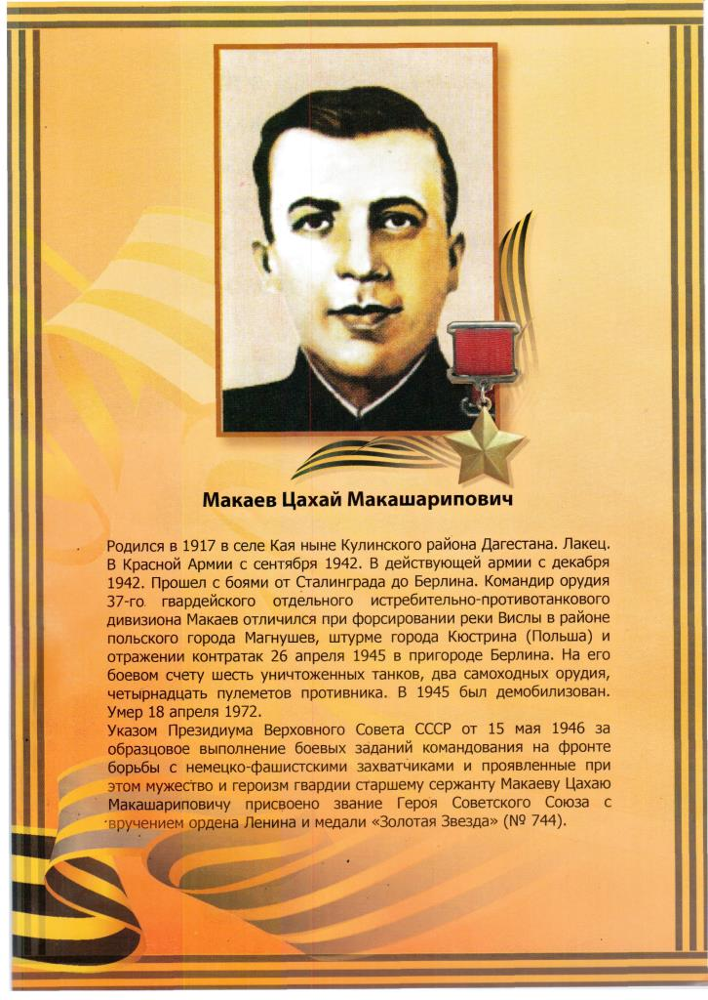 Макаев Цахай Макашарипович
Родился в 1917 в селе Кая ныне Кулинского района Дагестана. Лакец.
В Красной Армии с сентября 1942. В действующей армии с декабря
1942. Прошел с боями от Сталинграда до Берлина. Командир орудия
37-го гвардейского отдельного истребительно-противотанкового
дивизиона Макаев отличился при форсировании реки Вислы в районе
польского города Магнушев, штурме города Кюстрина (Польша) и
отражении контратак 26 апреля 1945 в пригороде Берлина. На его
боевом счету шесть уничтоженных танков, два самоходных орудия,
четырнадцать пулеметов противника. В 1945 был демобилизован.
Умер 18 апреля 1972.
Указом Президиума Верховного Совета СССР от 15 мая 1946 за
образцовое выполнение боевых заданий командования на фронте
борьбы с немецко-фашистскими захватчиками и проявленные при
этом мужество и героизм гвардии старшему сержанту Макаеву Цахаю
Макашариповичу присвоено звание Героя Советского Союза с
вручением ордена Ленина и медали «Золотая Звезда» (№ 744).